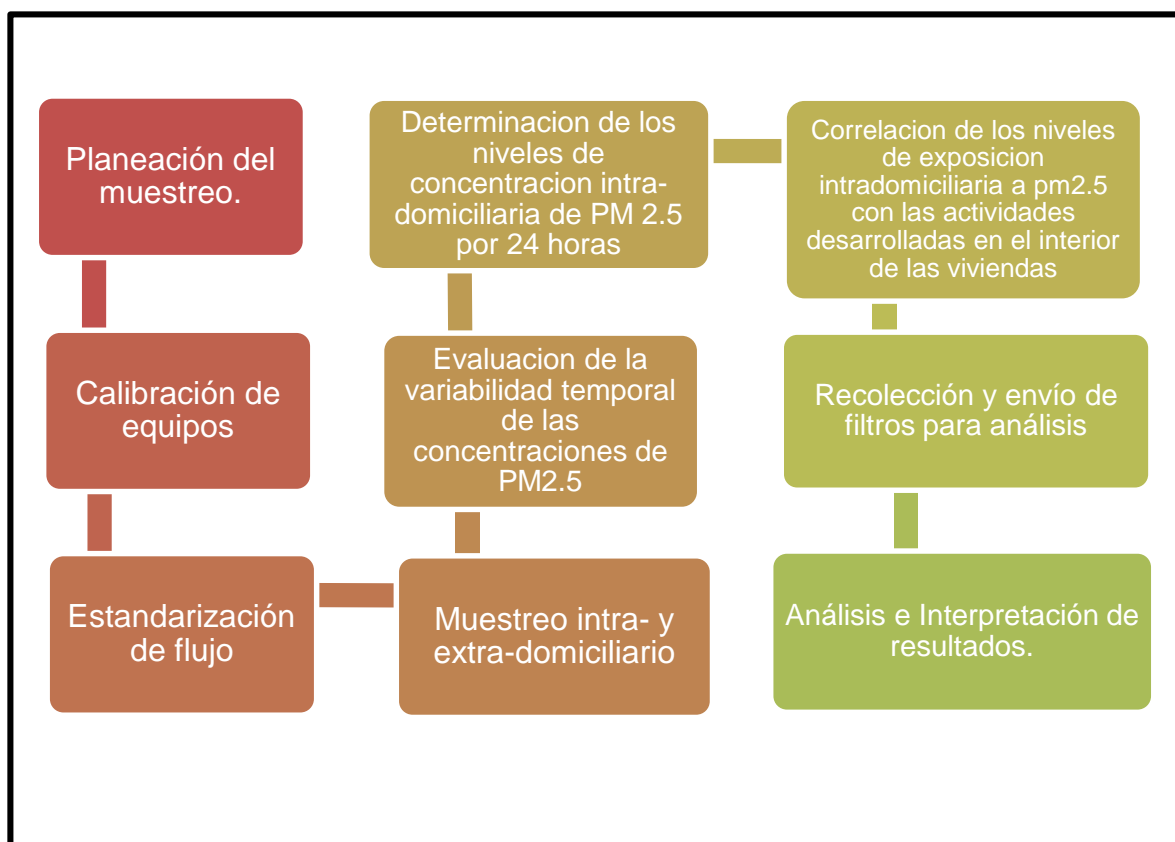 Planeación del
muestreo.
Calibración de
equipos
Estandarización
de flujo
Muestreo intra- y
extra-domiciliario
Evaluacion de la
variabilidad temporal
de las
concentraciones de
PM2.5
Determinacion de los
niveles de
concentracion intra-
domiciliaria de PM 2.5
por 24 horas
Correlacion de los niveles
de exposicion
intradomiciliaria a pm2.5
con las actividades
desarrolladas en el interior
de las viviendas
Recolección y envío de
filtros para análisis
Análisis e Interpretación de
resultados.